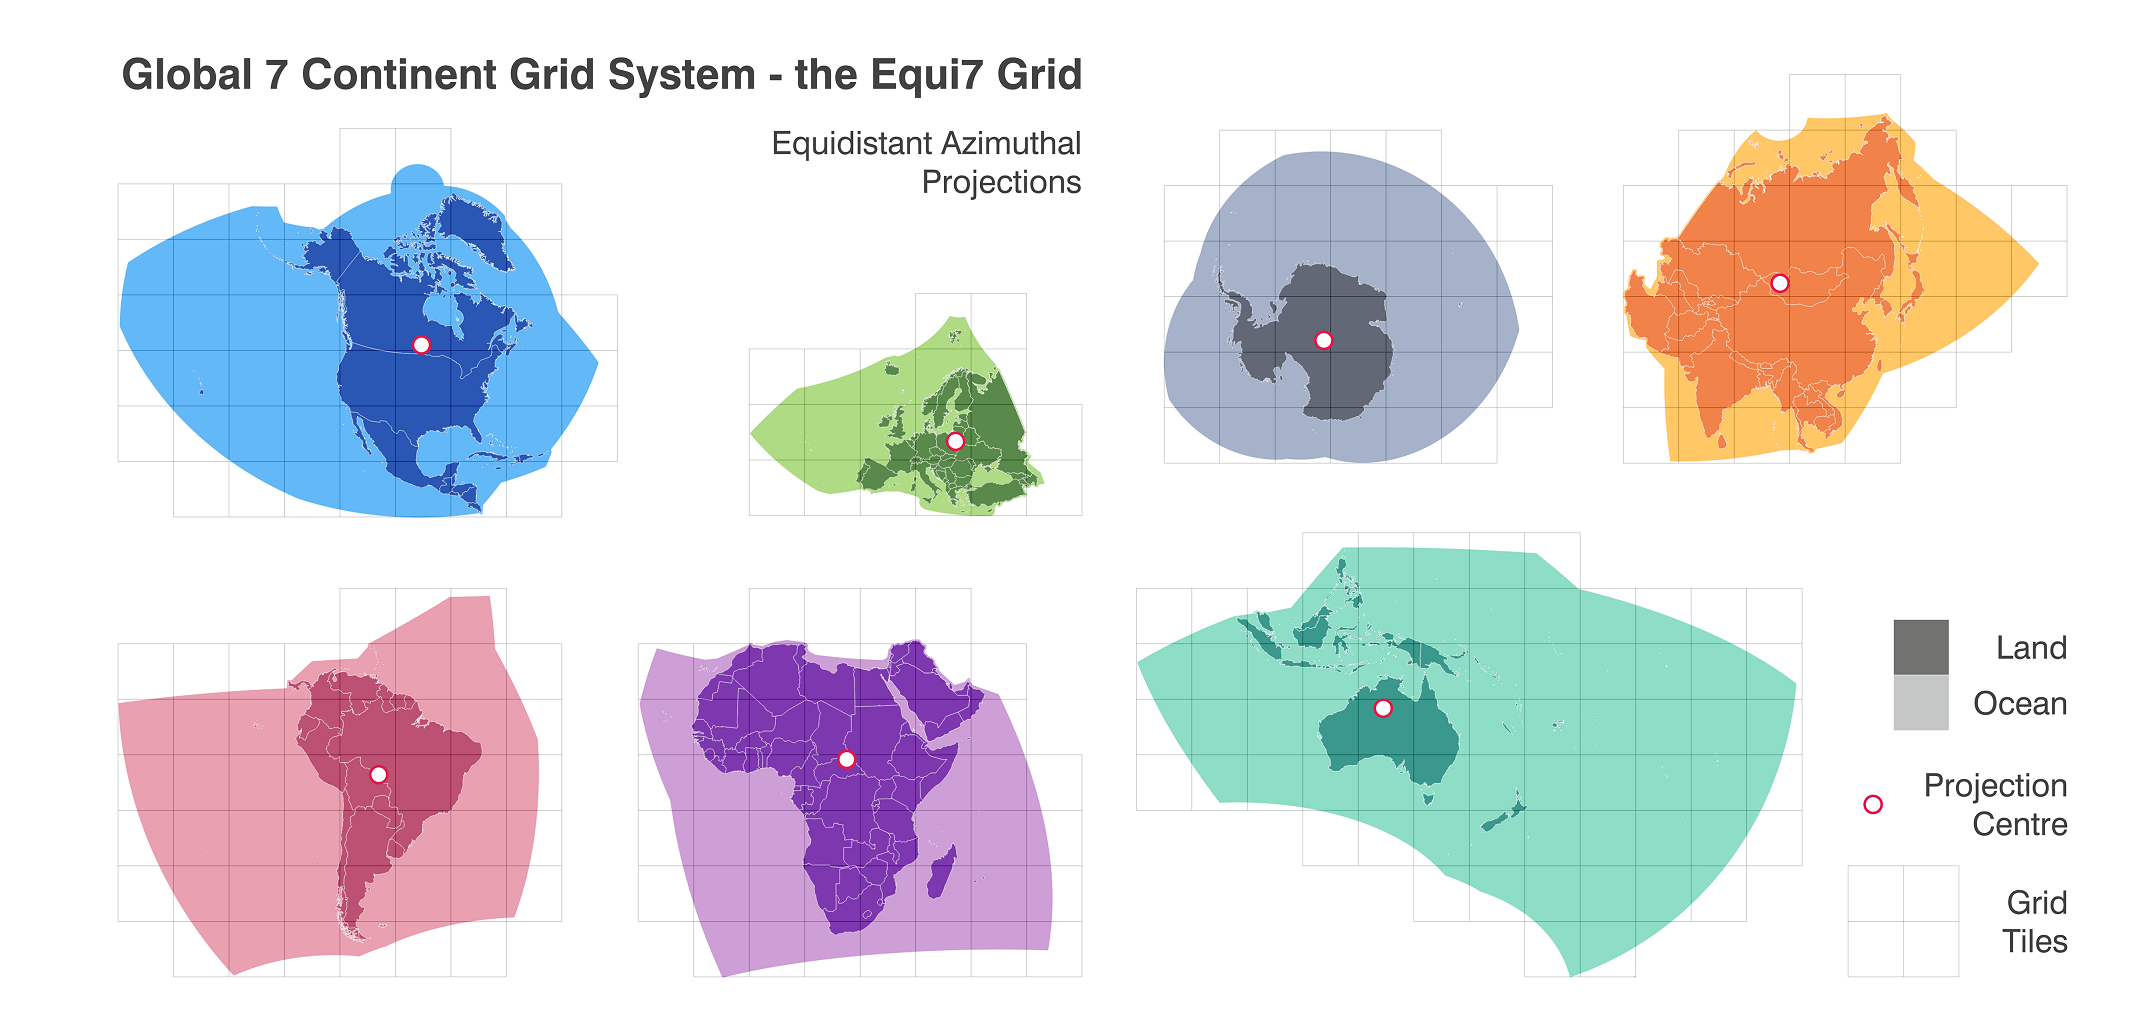 Global 7 Continent Grid System - the Equi7 Grid
Equidistant Azimuthal
Projections
Land
Ocean
Projection
Centre
Grid
Tiles